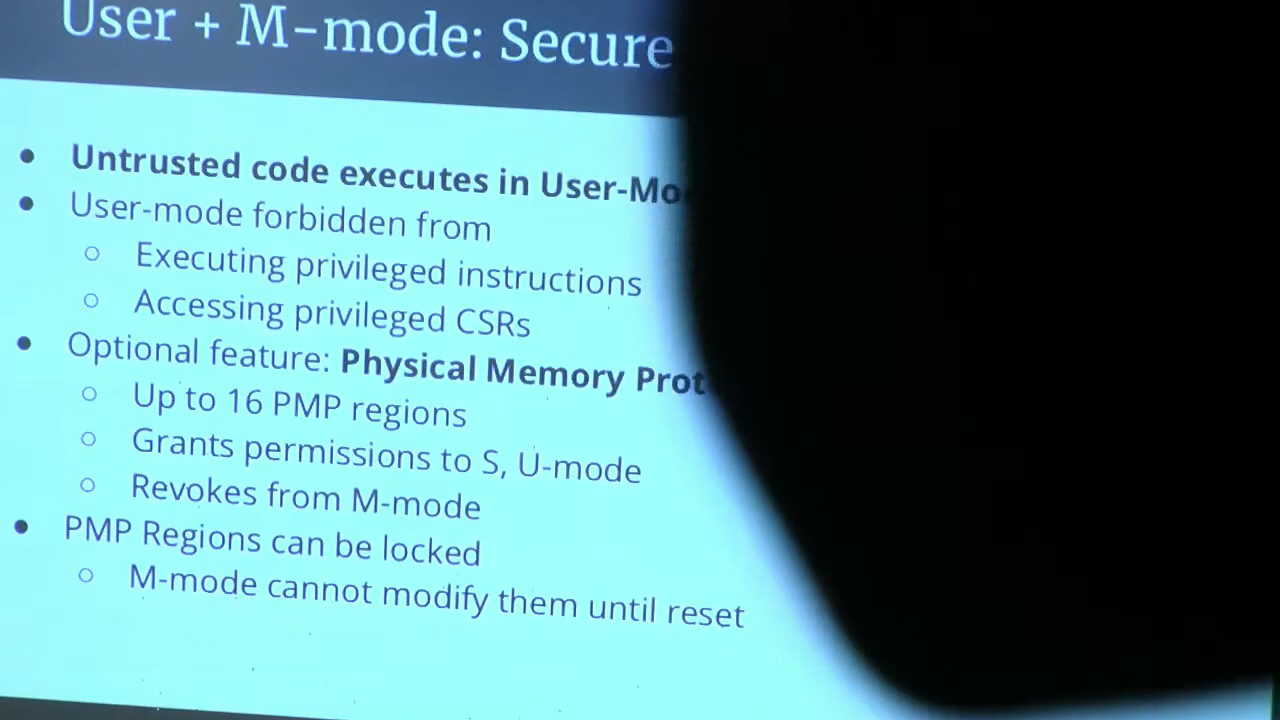 User + M-mode: Secure
• Untrusted code executes in User-Mo
• User-mode forbidden from
○ Executing privileged instructions
○ Accessing privileged CSRs
• Optional feature: Physical Memory Prot
○ Up to 16 PMP regions
○ Grants permissions to S, U-mode
○ Revokes from M-mode
• PMP Regions can be locked
○ M-mode cannot modify them until reset